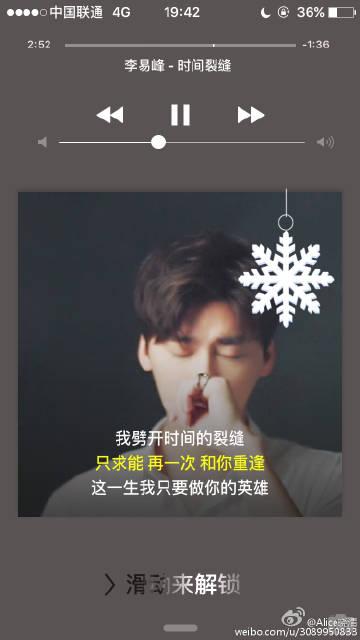 中国联通 4G 19:42 36%
2:52 -1:36
李易峰 - 时间裂缝
我劈开时间的裂缝
只求能 再一次 和你重逢
这一生我只要做你的英雄
滑动来解锁
weibo.com/u/3089950833